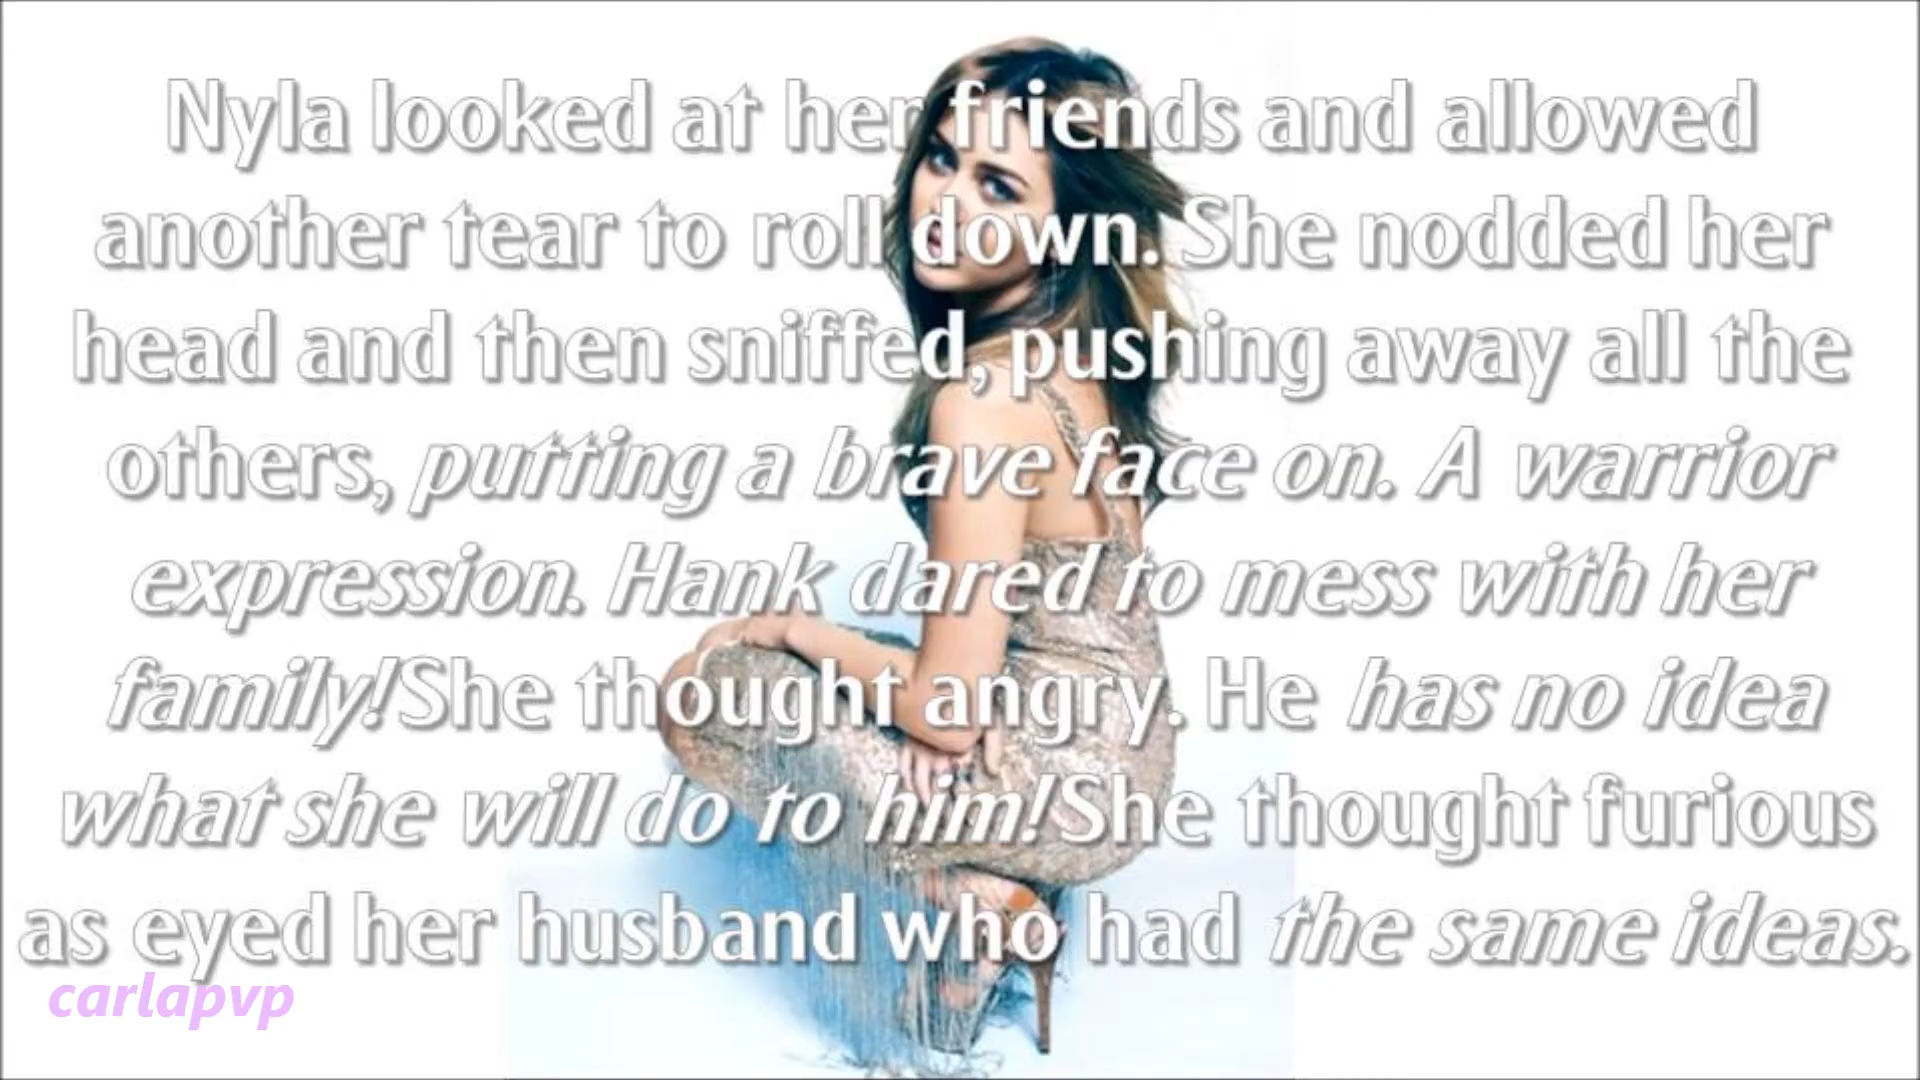 Nyla looked at her friends and allowed
another tear to roll down. She nodded her
head and then sniffed, pushing away all the
others, putting a brave face on. A warrior
expression. Hank dared to mess with her
family!She thought angry. He has no idea
what she will do to him!She thought furious
as eyed her husband who had the same ideas.
carlapvp